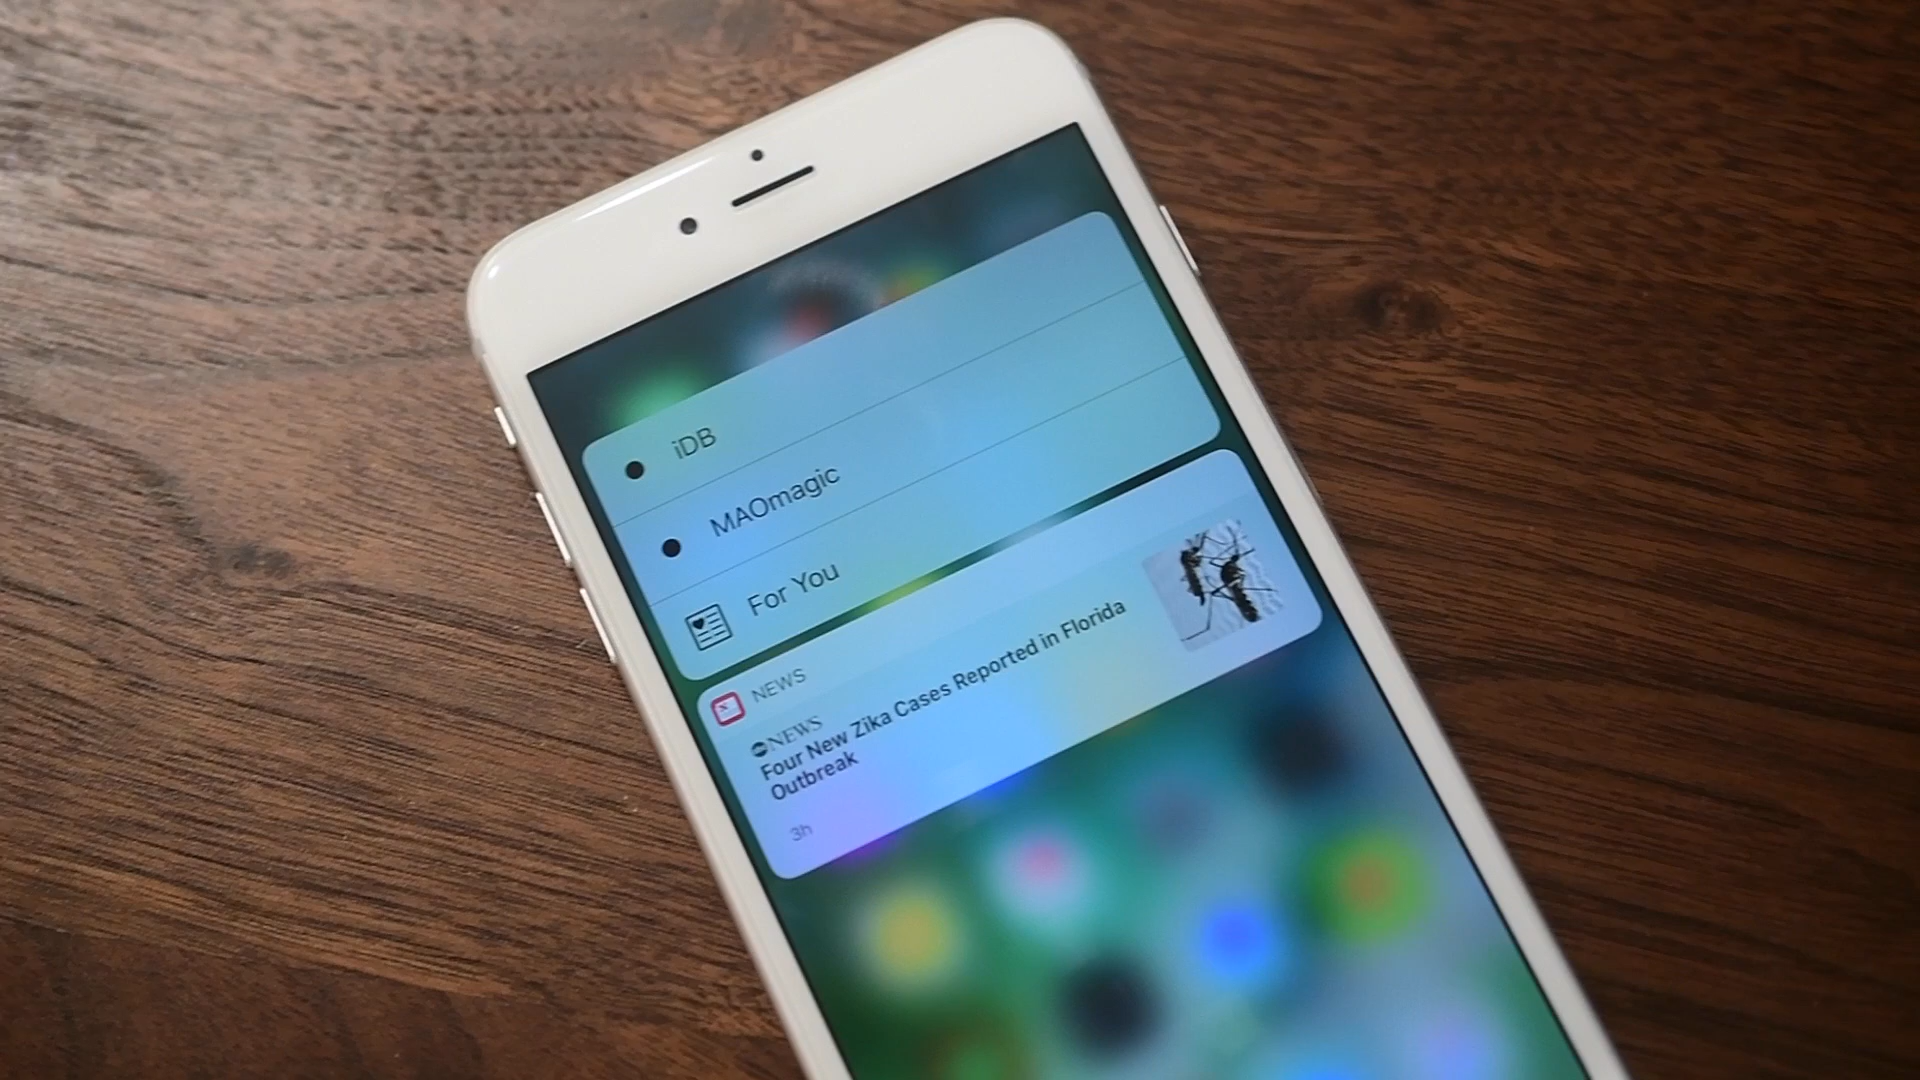 iDB
MAOmagic
For You
NEWS
NEWS
Four New Zika Cases Reported in Florida
Outbreak
3h